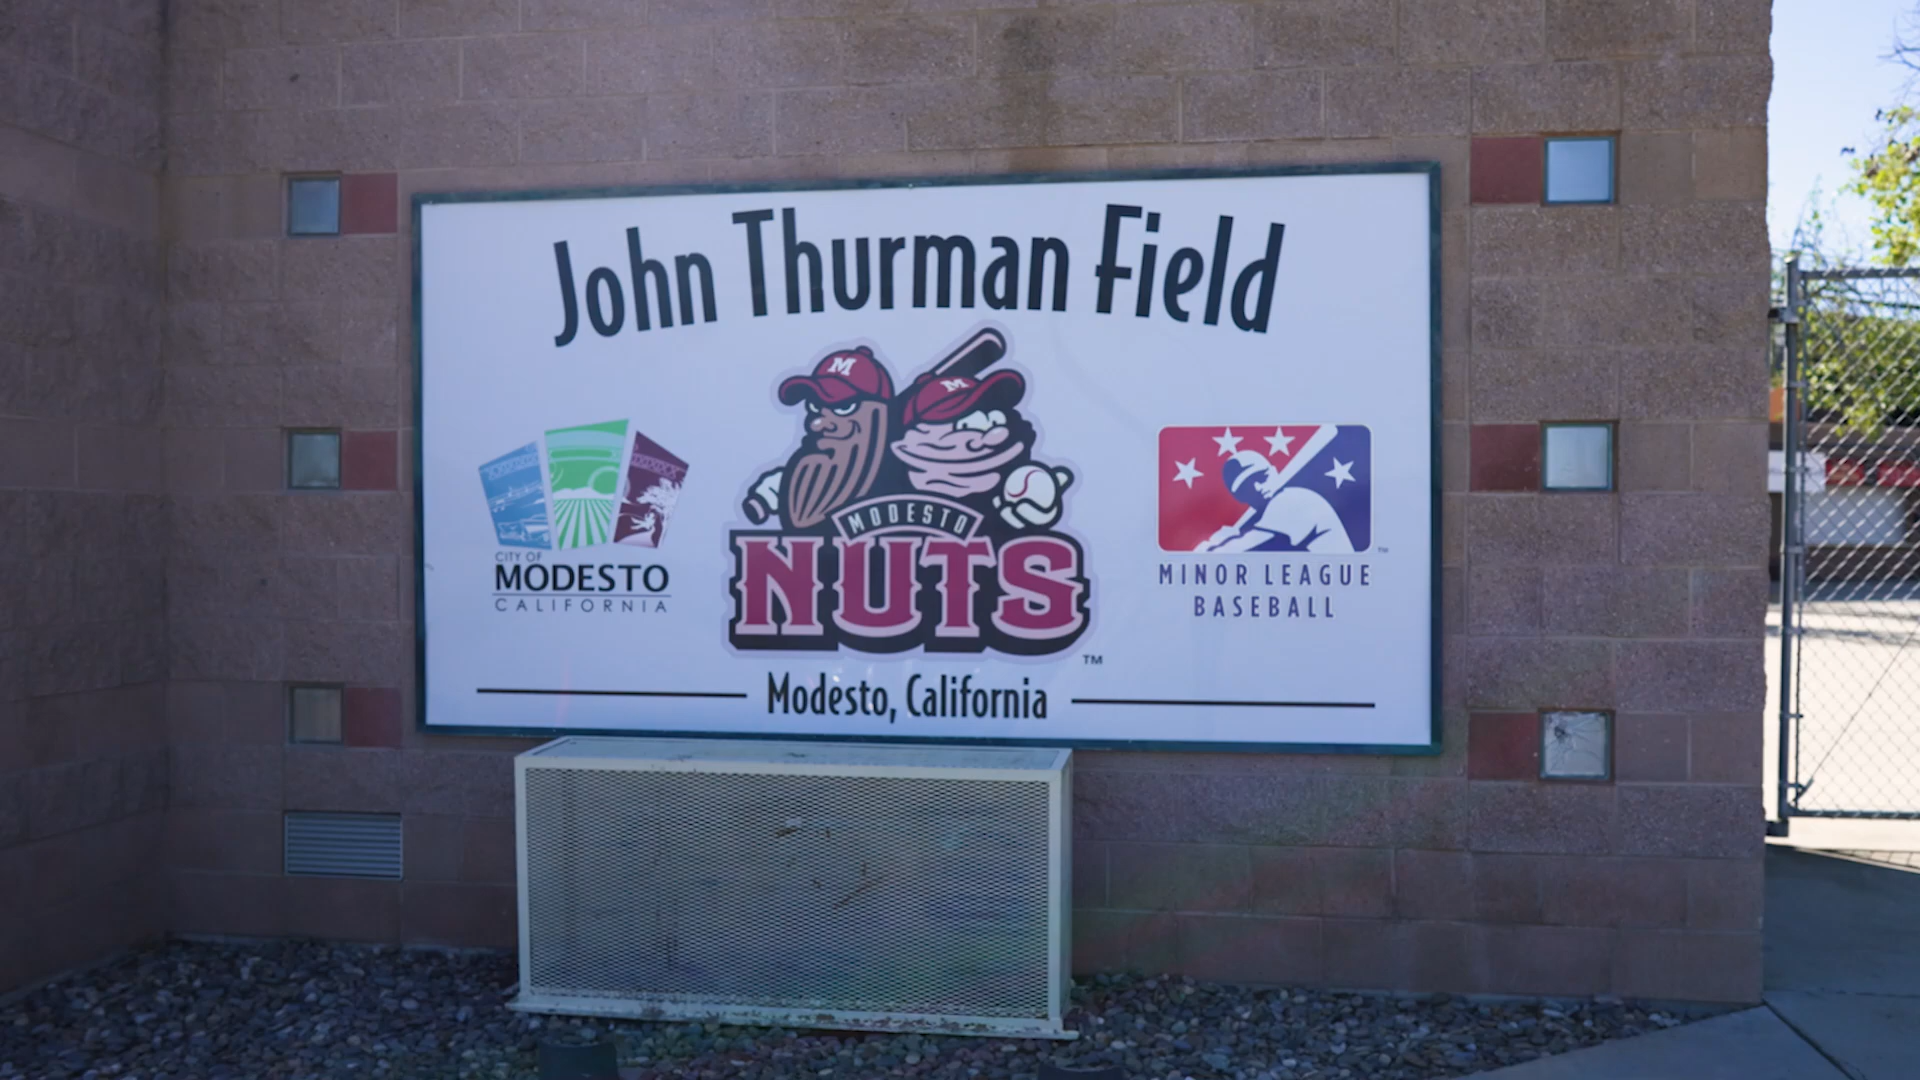 John Thurman Field
M
M
MODESTO
NUTS
TM
CITY OF
MODESTO
CALIFORNIA
TM
MINOR LEAGUE
BASEBALL
Modesto, California